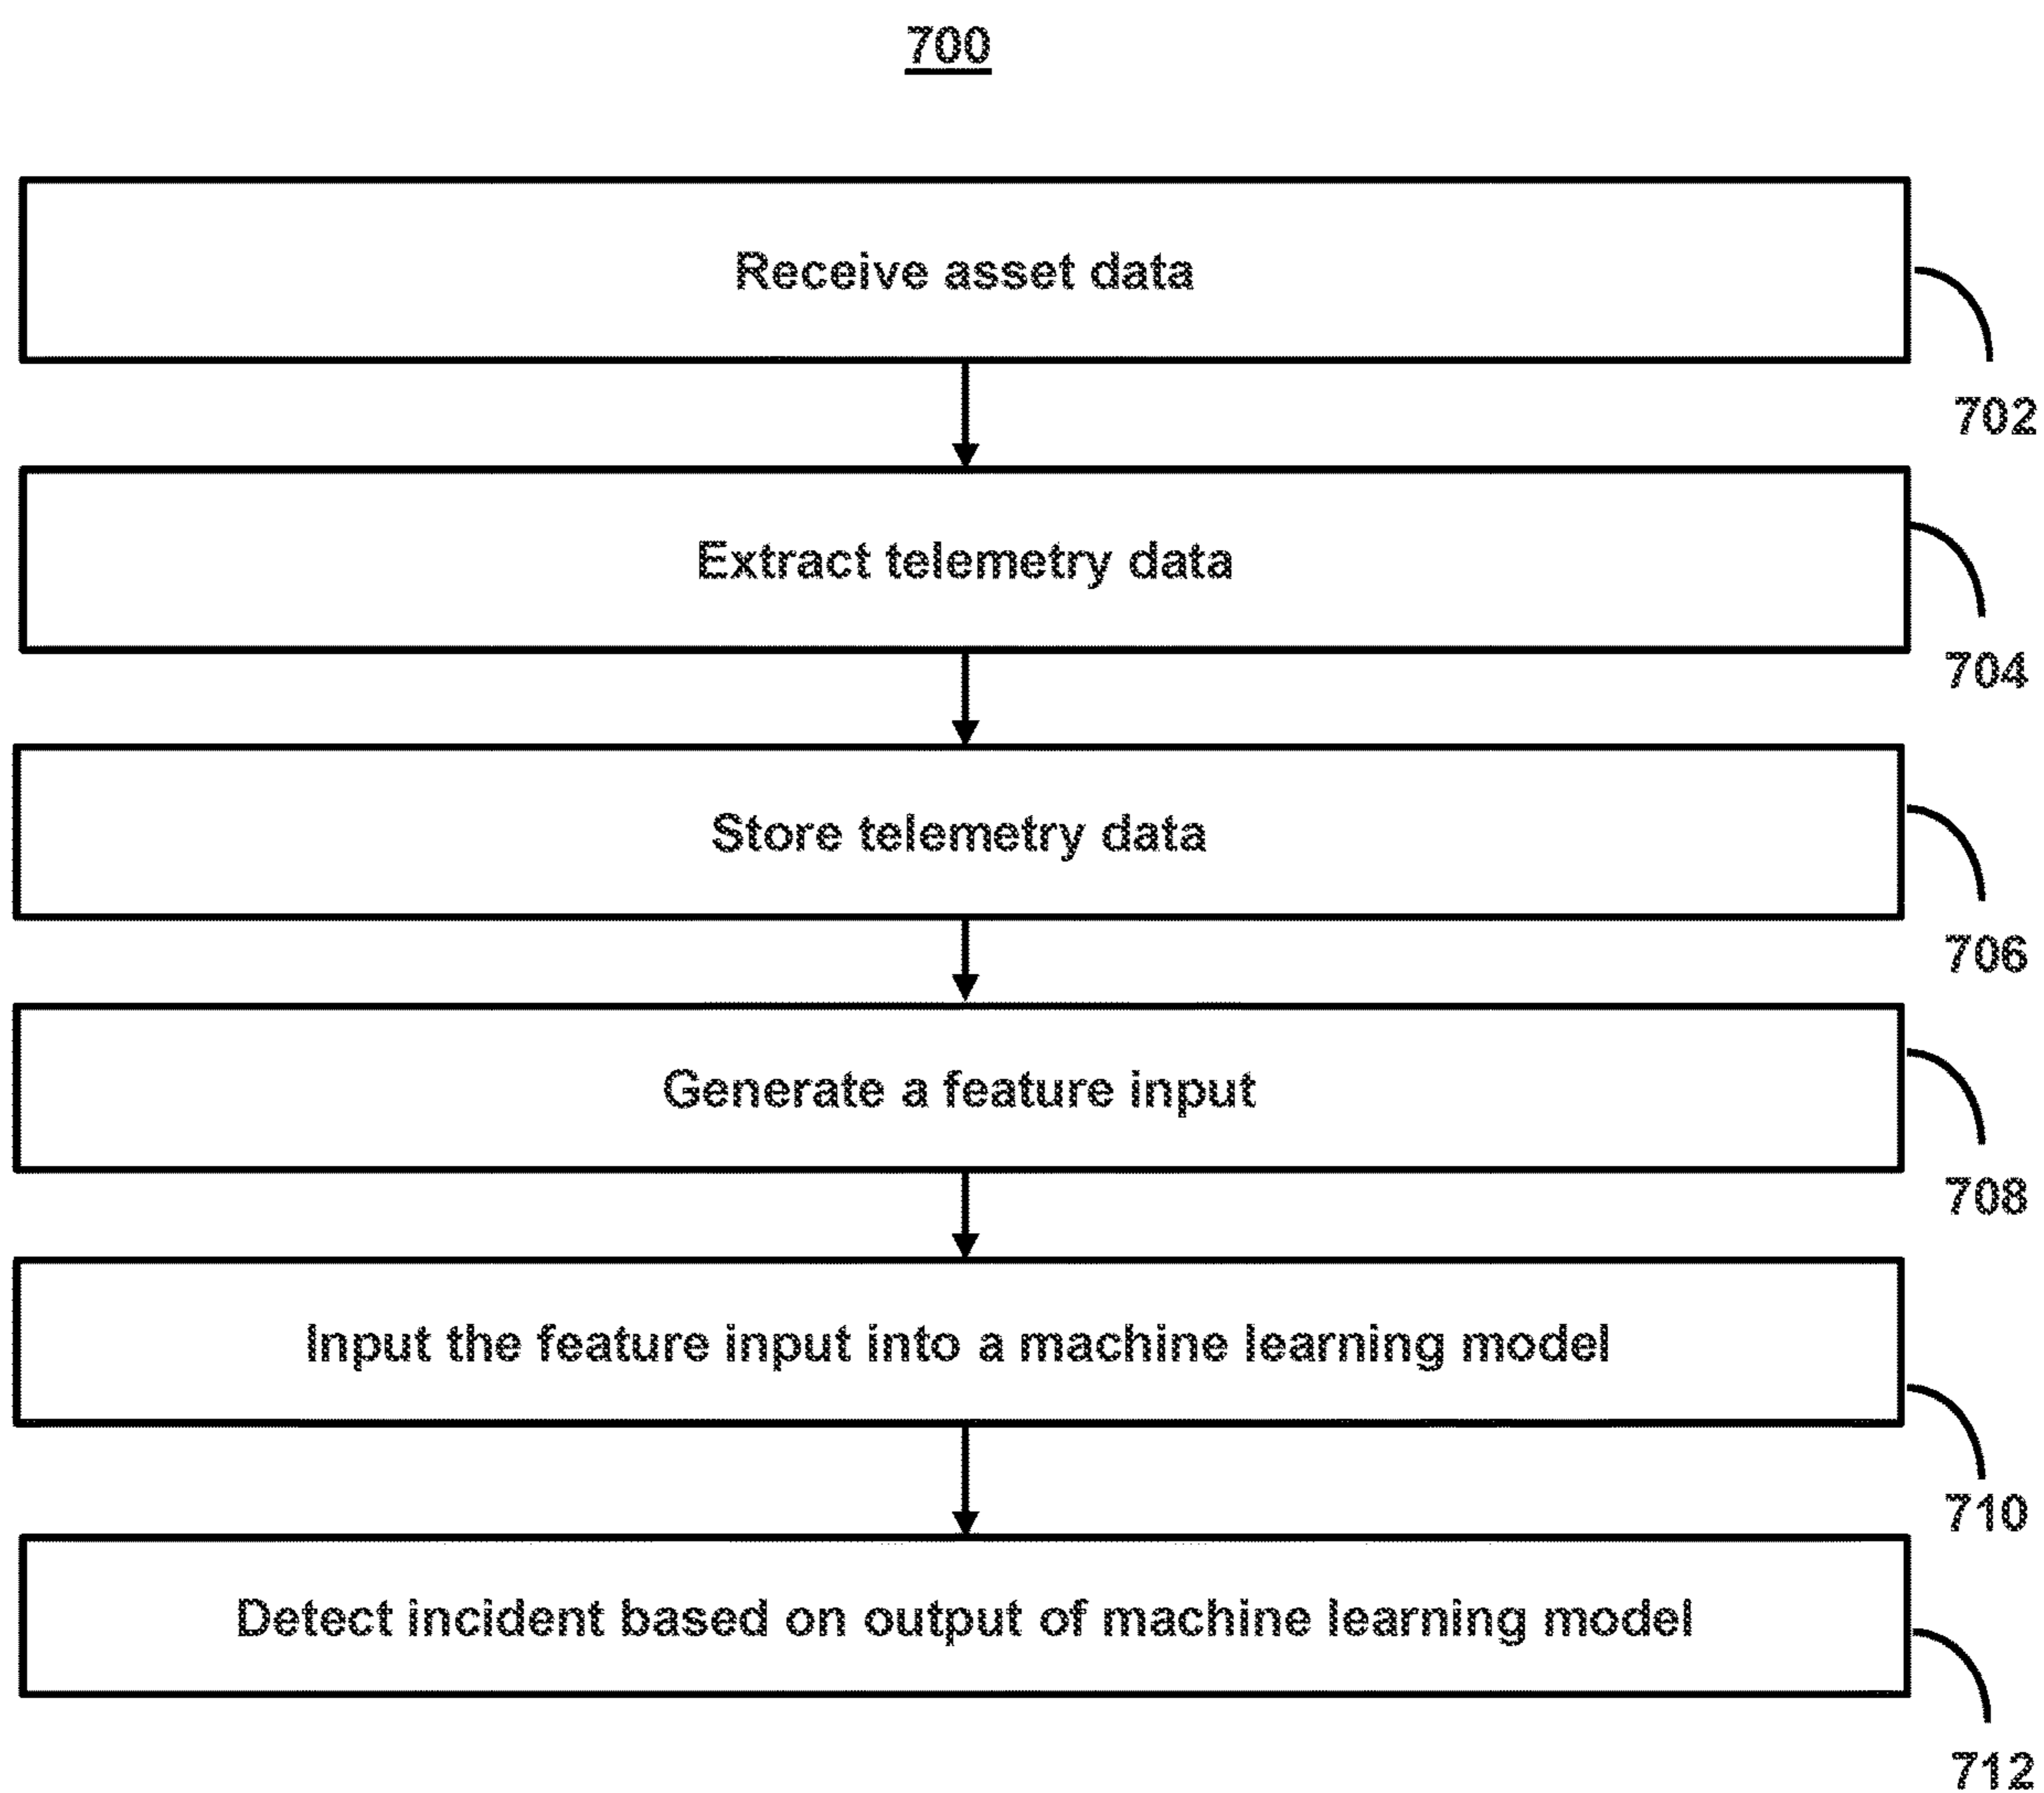 700
Receive asset data
702
Extract telemetry data
704
Store telemetry data
706
Generate a feature input
708
Input the feature input into a machine learning model
710
Detect incident based on output of machine learning model
712